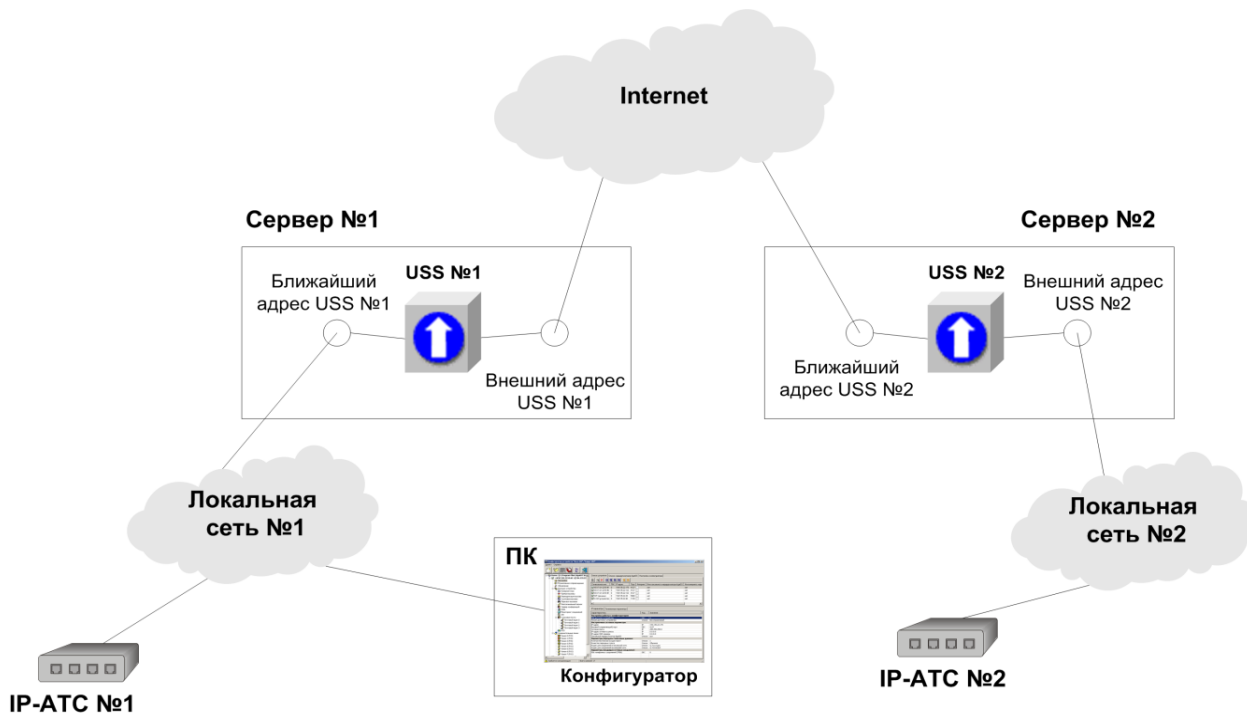 Internet
Сервер №1
Сервер №2
Ближайший
адрес USS №1
USS №1
Внешний адрес
USS №1
USS №2
Внешний адрес
USS №2
Ближайший
адрес USS №2
Локальная
сеть №1
Локальная
сеть №2
ПК
Конфигуратор
IP-АТС №1
IP-АТС №2